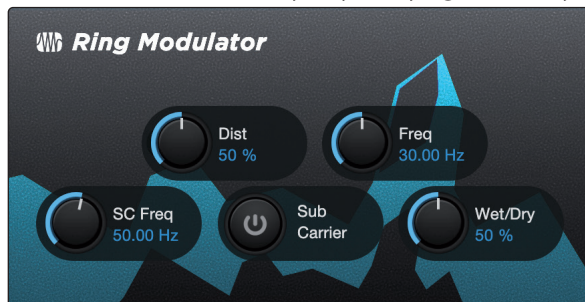 Ring Modulator
Dist
50 %
Freq
30.00 Hz
SC Freq
50.00 Hz
Sub
Carrier
Wet/Dry
50 %